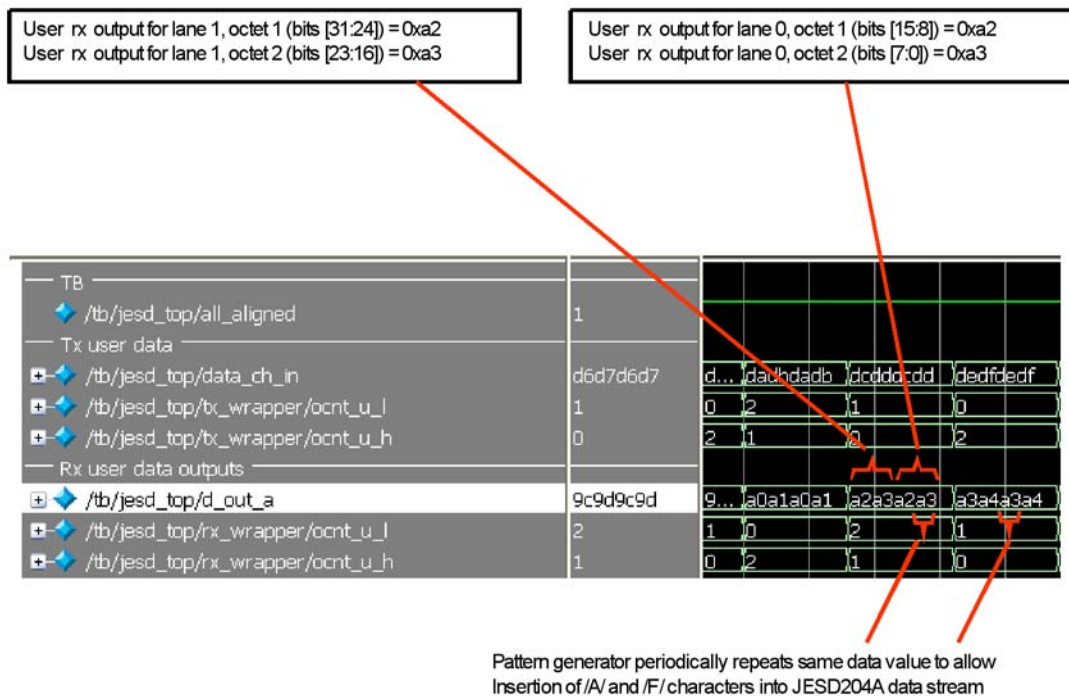 User rx output for lane 1, octet 1 (bits [31:24]) = 0xa2
User rx output for lane 1, octet 2 (bits [23:16]) = 0xa3
User rx output for lane 0, octet 1 (bits [15:8]) = 0xa2
User rx output for lane 0, octet 2 (bits [7:0]) = 0xa3
TB
/tb/jesd_top/all_aligned 1
Tx user data
/tb/jesd_top/data_ch_in d6d7d6d7 d... dadbdadb dcdddcdd dedfdedf
/tb/jesd_top/tx_wrapper/ocnt_u_l 1 0 2 1 0
/tb/jesd_top/tx_wrapper/ocnt_u_h 0 2 1 0 2
Rx user data outputs
/tb/jesd_top/d_out_a 9c9d9c9d 9... a0a1a0a1 a2a3a2a3 a3a4a3a4
/tb/jesd_top/rx_wrapper/ocnt_u_l 2 1 0 2 1
/tb/jesd_top/rx_wrapper/ocnt_u_h 1 0 2 1 0
Pattern generator periodically repeats same data value to allow
Insertion of /A/ and /F/ characters into JESD204A data stream